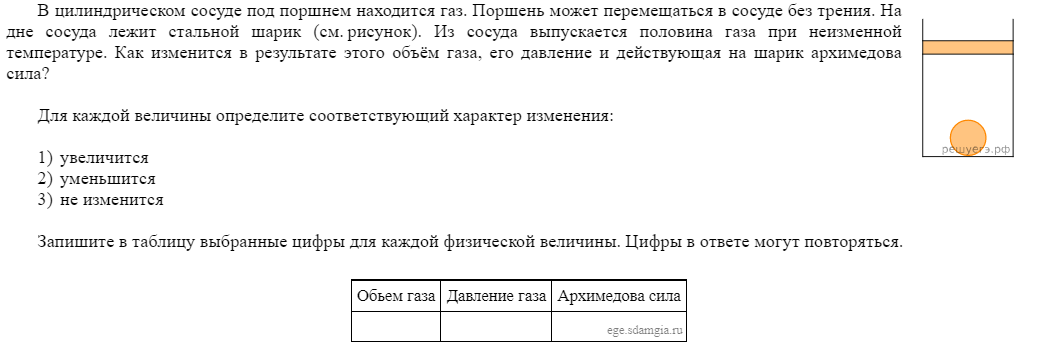 В цилиндрическом сосуде под поршнем находится газ. Поршень может перемещаться в сосуде без трения. На
дне сосуда лежит стальной шарик (см. рисунок). Из сосуда выпускается половина газа при неизменной
температуре. Как изменится в результате этого объём газа, его давление и действующая на шарик архимедова
сила?
решуегэ.рф
Для каждой величины определите соответствующий характер изменения:
1) увеличится
2) уменьшится
3) не изменится
Запишите в таблицу выбранные цифры для каждой физической величины. Цифры в ответе могут повторяться.
Объем газа Давление газа Архимедова сила
ege.sdamgia.ru